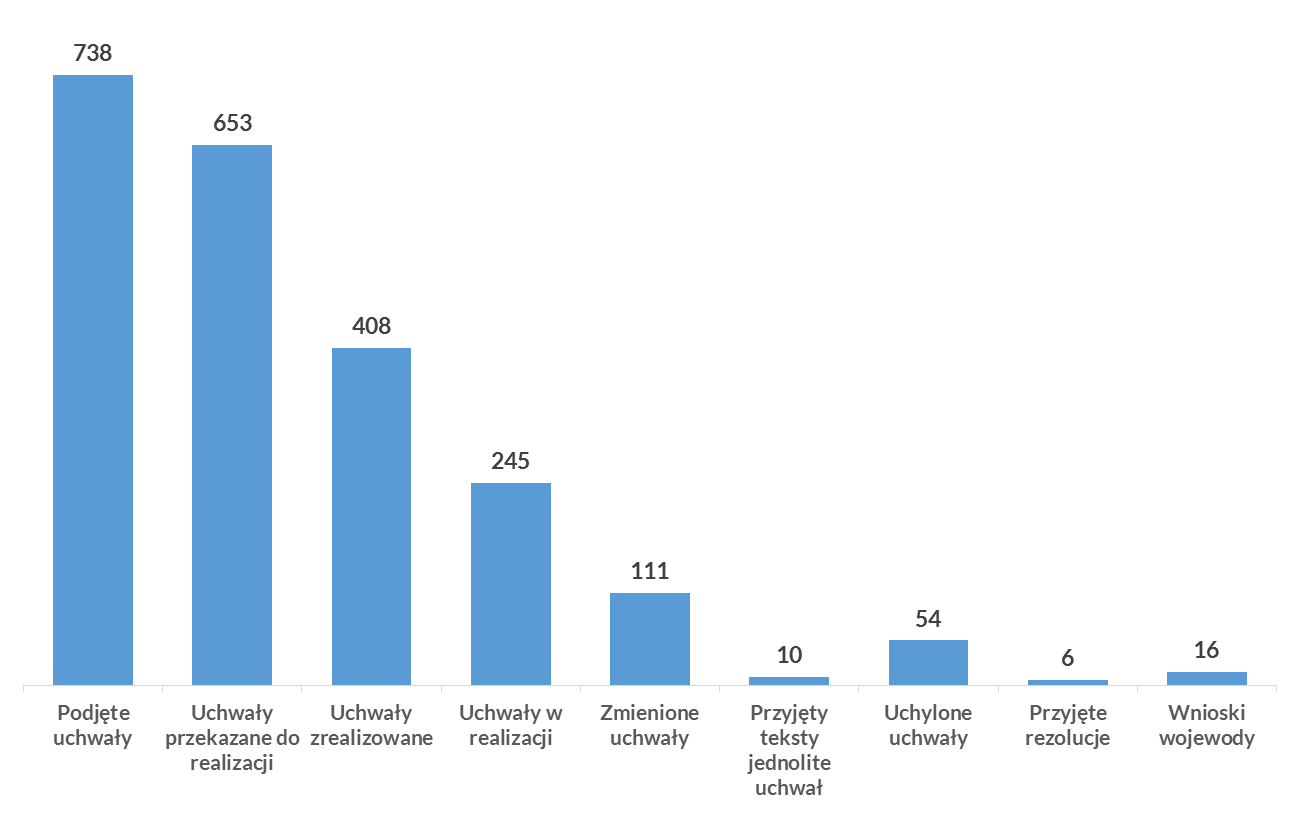 738
653
408
245
111
10
54
6
16
Podjęte
uchwały
Uchwały
przekazane do
realizacji
Uchwały
zrealizowane
Uchwały w
realizacji
Zmienione
uchwały
Przyjęty
teksty
jednolite
uchwał
Uchylone
uchwały
Przyjęte
rezolucje
Wnioski
wojewody